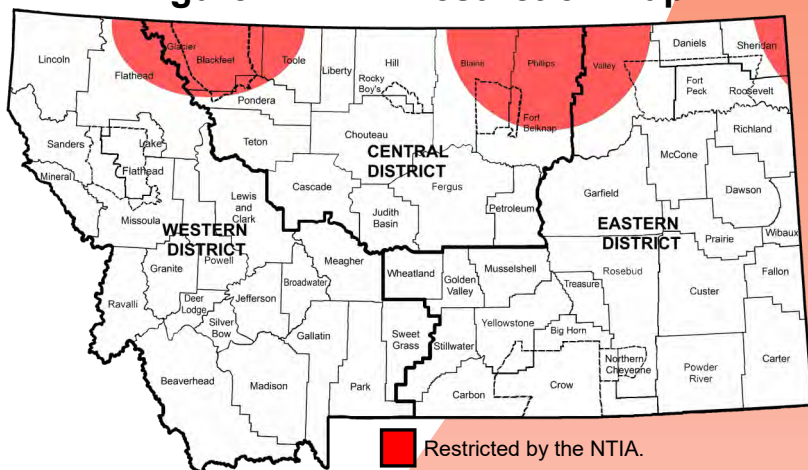 Lincoln
Flathead
Glacier
Blackfeet
Toole
Liberty
Hill
Rocky
Boy's
Blaine
Phillips
Valley
Daniels
Sheridan
Fort
Peck
Roosevelt
Pondera
Fort
Belknap
Richland
Sanders
Lake
Flathead
Teton
Chouteau
CENTRAL
DISTRICT
McCone
Mineral
Lewis
and
Clark
Cascade
Fergus
Garfield
Dawson
Missoula
WESTERN
DISTRICT
Judith
Basin
Petroleum
EASTERN
DISTRICT
Prairie
Wibaux
Granite
Powell
Meagher
Wheatland
Golden
Valley
Musselshell
Rosebud
Fallon
Ravalli
Deer
Lodge
Jefferson
Broadwater
Treasure
Custer
Silver
Bow
Gallatin
Sweet
Grass
Stillwater
Yellowstone
Big Horn
Northern
Cheyenne
Powder
River
Carter
Beaverhead
Madison
Park
Carbon
Crow
Restricted by the NTIA.